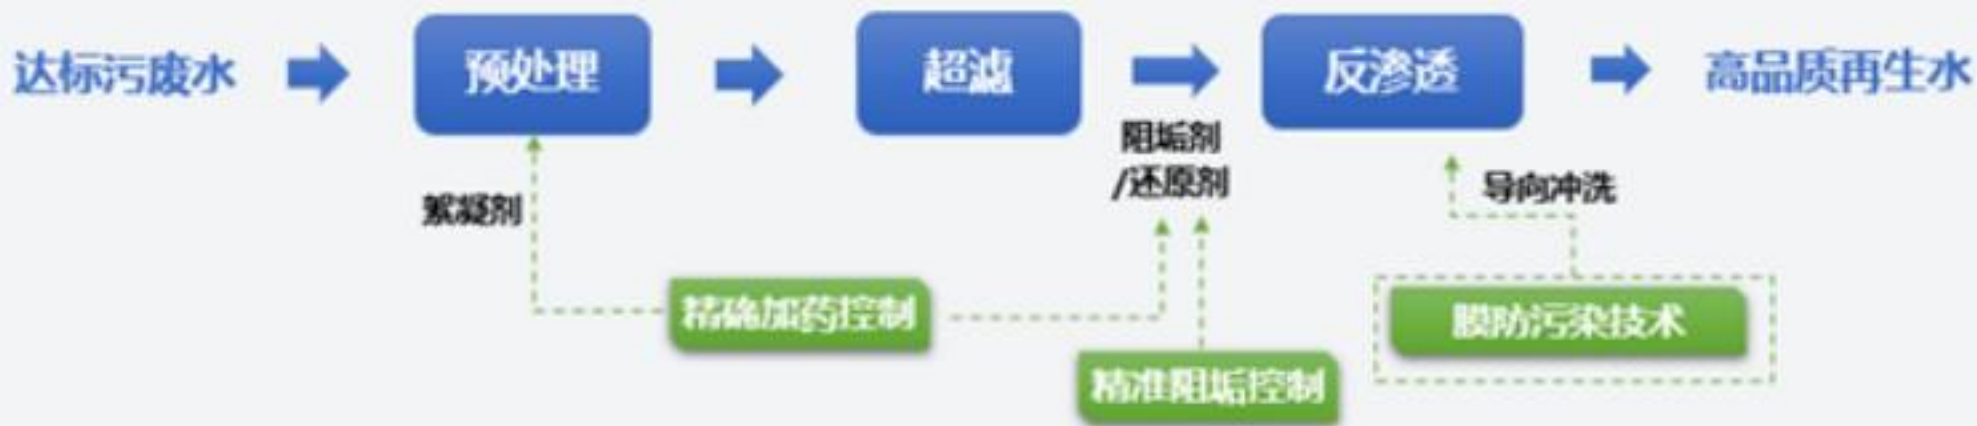 达标污废水
预处理
超滤
反渗透
高品质再生水
阻垢剂
/还原剂
絮凝剂
导向冲洗
精确加药控制
膜防污染技术
精准阻垢控制